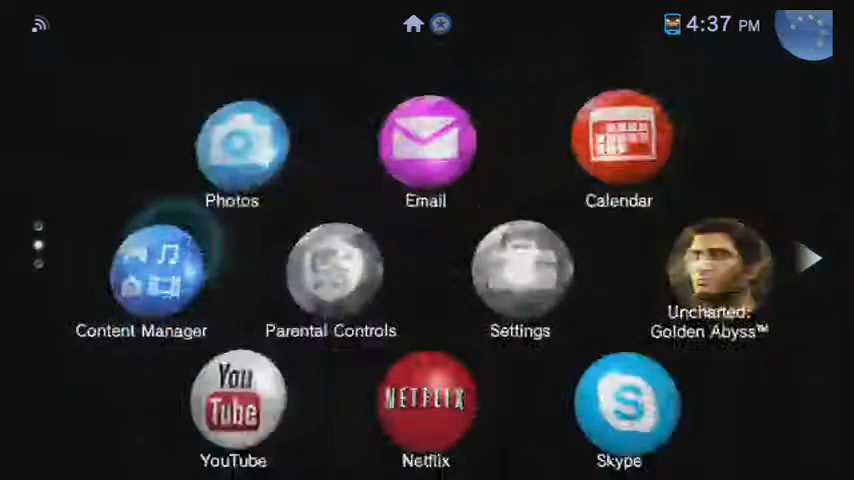 4:37 PM
Photos
Email
Calendar
Content Manager
Parental Controls
Settings
Uncharted:
Golden Abyss™
You
Tube
NETFLIX
S
YouTube
Netflix
Skype